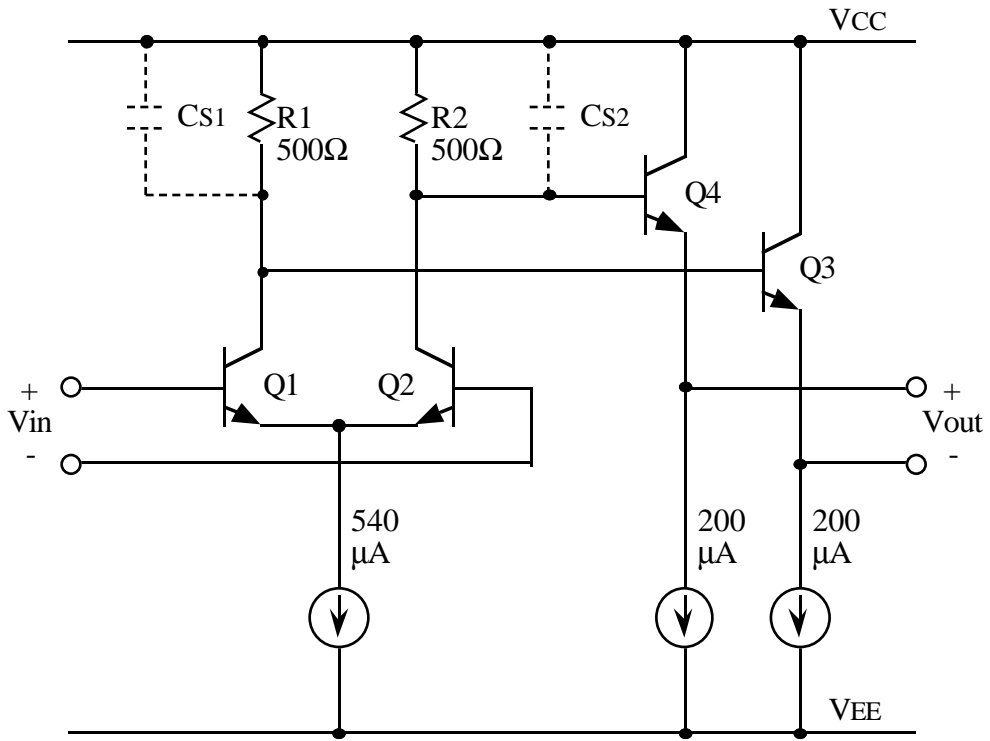 VCC
CS1
R1
500Ω
R2
500Ω
CS2
Q4
Q3
+
Vin
-
Q1
Q2
+
Vout
-
540
μA
200
μA
200
μA
VEE